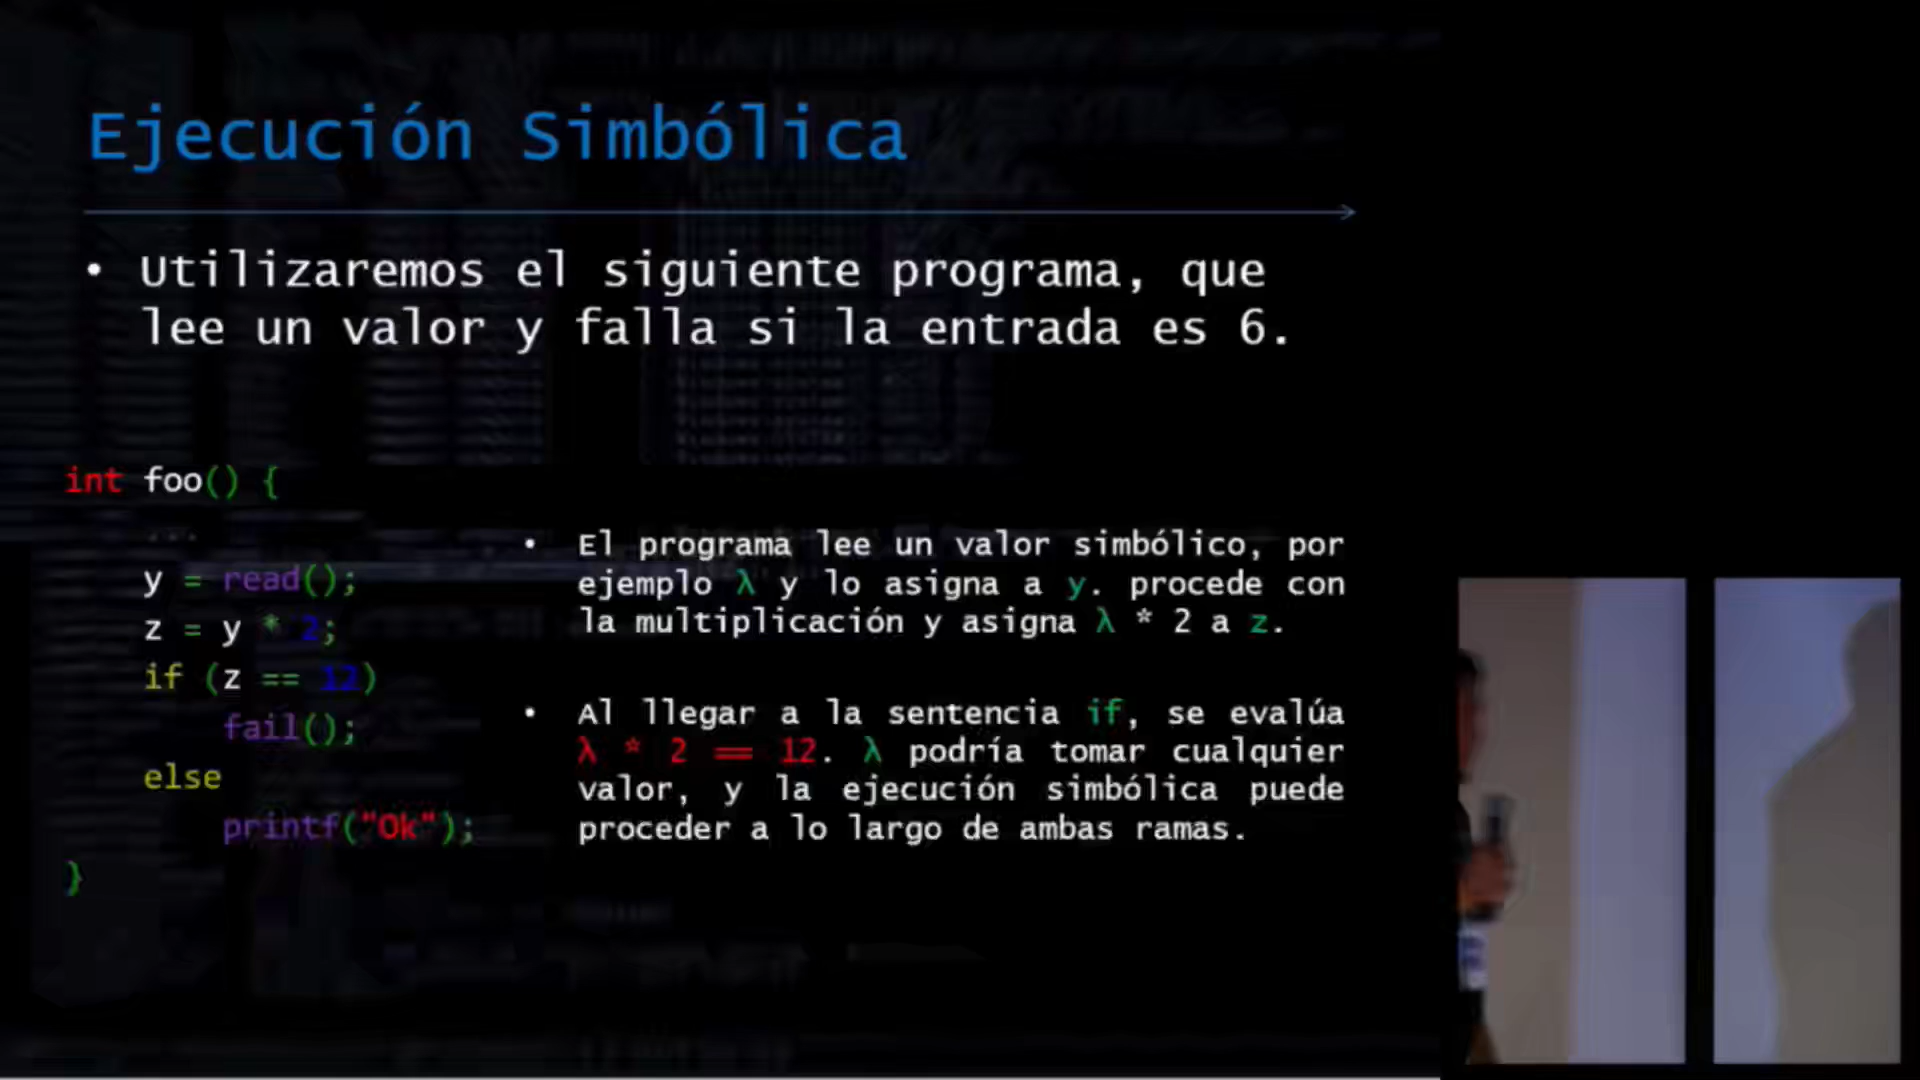 Ejecución Simbólica
• Utilizaremos el siguiente programa, que
lee un valor y falla si la entrada es 6.
int foo() {
...
y = read();
z = y * 2;
if (z == 12)
fail();
else
printf("Ok");
}
• El programa lee un valor simbólico, por
ejemplo λ y lo asigna a y. procede con
la multiplicación y asigna λ * 2 a z.
• Al llegar a la sentencia if, se evalúa
λ * 2 == 12. λ podría tomar cualquier
valor, y la ejecución simbólica puede
proceder a lo largo de ambas ramas.